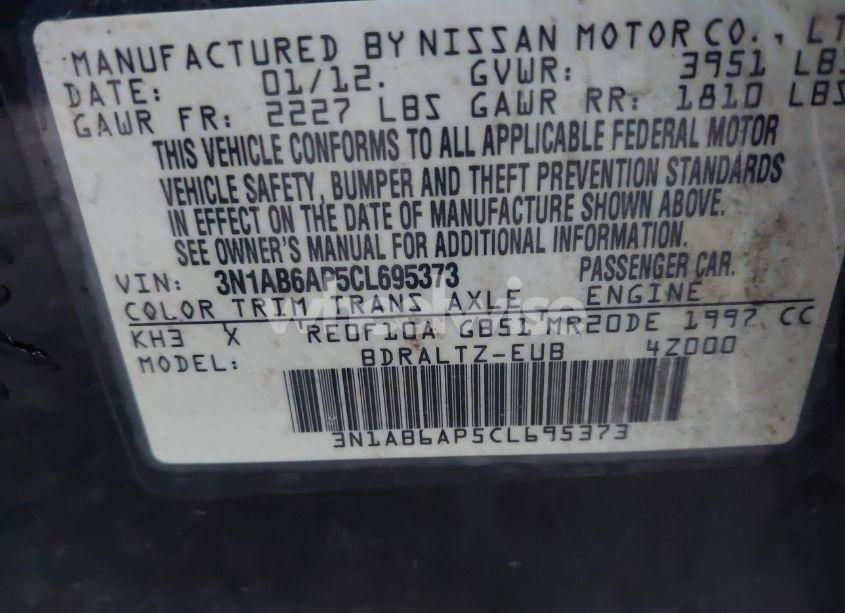 MANUFACTURED BY NISSAN MOTOR CO., LT
DATE: 01/12. GVWR: 3951 LBS
GAWR FR: 2227 LBS GAWR RR: 1810 LBS
THIS VEHICLE CONFORMS TO ALL APPLICABLE FEDERAL MOTOR
VEHICLE SAFETY, BUMPER AND THEFT PREVENTION STANDARDS
IN EFFECT ON THE DATE OF MANUFACTURE SHOWN ABOVE.
SEE OWNER'S MANUAL FOR ADDITIONAL INFORMATION.
VIN: 3N1AB6AP5CL695373 PASSENGER CAR.
COLOR TRIM TRANS AXLE ENGINE
KH3 X RE0F10A GB51 MR20DE 1997 CC
MODEL: BDRALTZ-EUB 4Z000
3N1AB6AP5CL695373